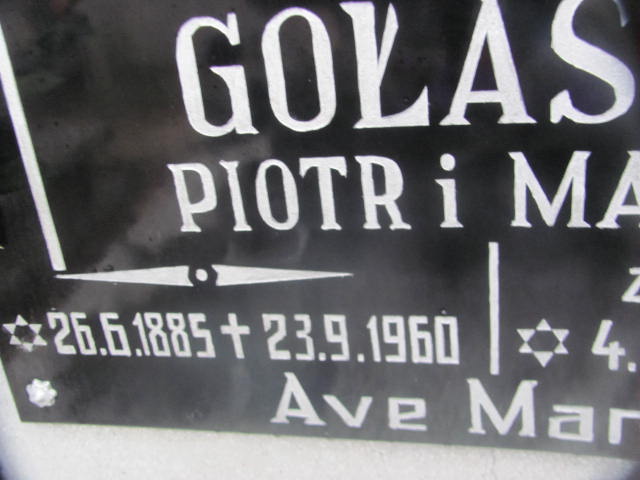 GOŁAS
PIOTR i MA
26.6.1885 23.9.1960
4.
Ave Mar